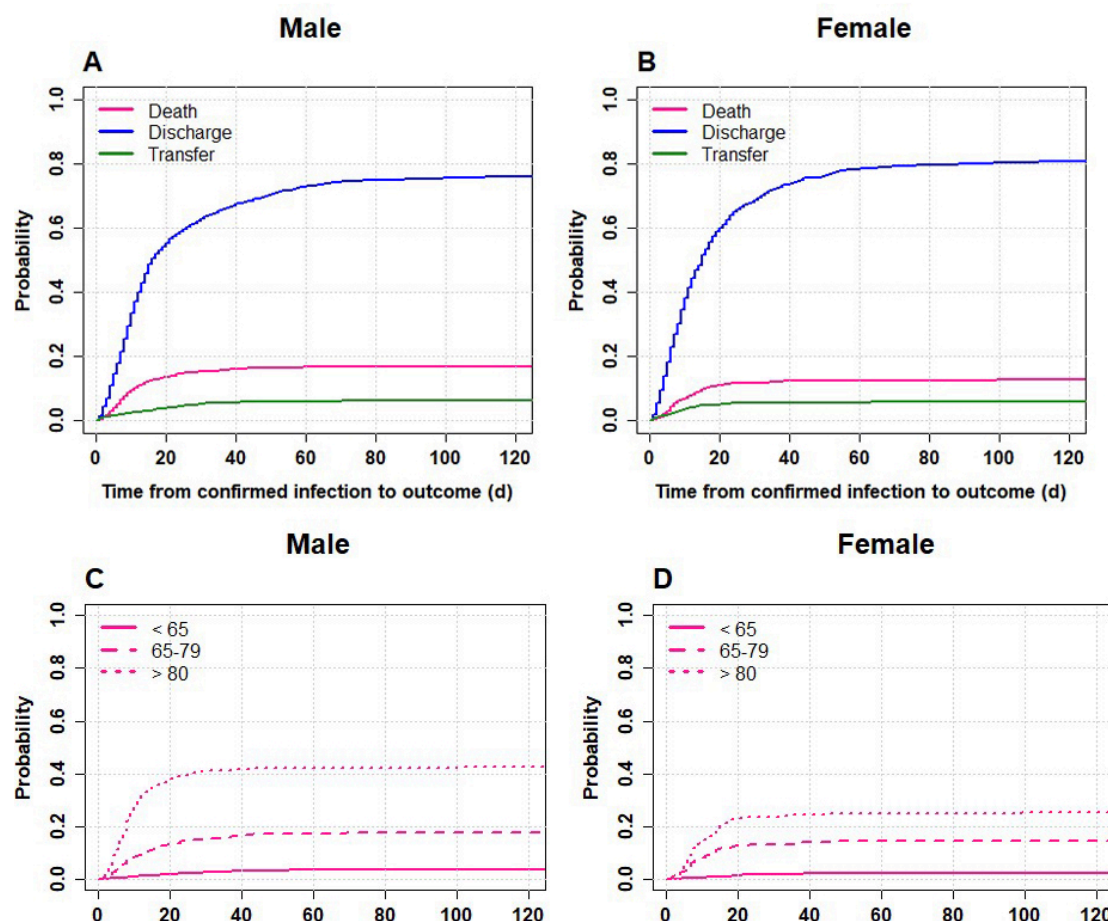 Male
Female
A
B
Death
Discharge
Transfer
Death
Discharge
Transfer
Probability
0.0 0.2 0.4 0.6 0.8 1.0
Probability
0.0 0.2 0.4 0.6 0.8 1.0
0 20 40 60 80 100 120
0 20 40 60 80 100 120
Time from confirmed infection to outcome (d)
Time from confirmed infection to outcome (d)
Male
Female
C
D
< 65
65-79
> 80
< 65
65-79
> 80
Probability
0.0 0.2 0.4 0.6 0.8 1.0
Probability
0.0 0.2 0.4 0.6 0.8 1.0
0 20 40 60 80 100 120
0 20 40 60 80 100 120